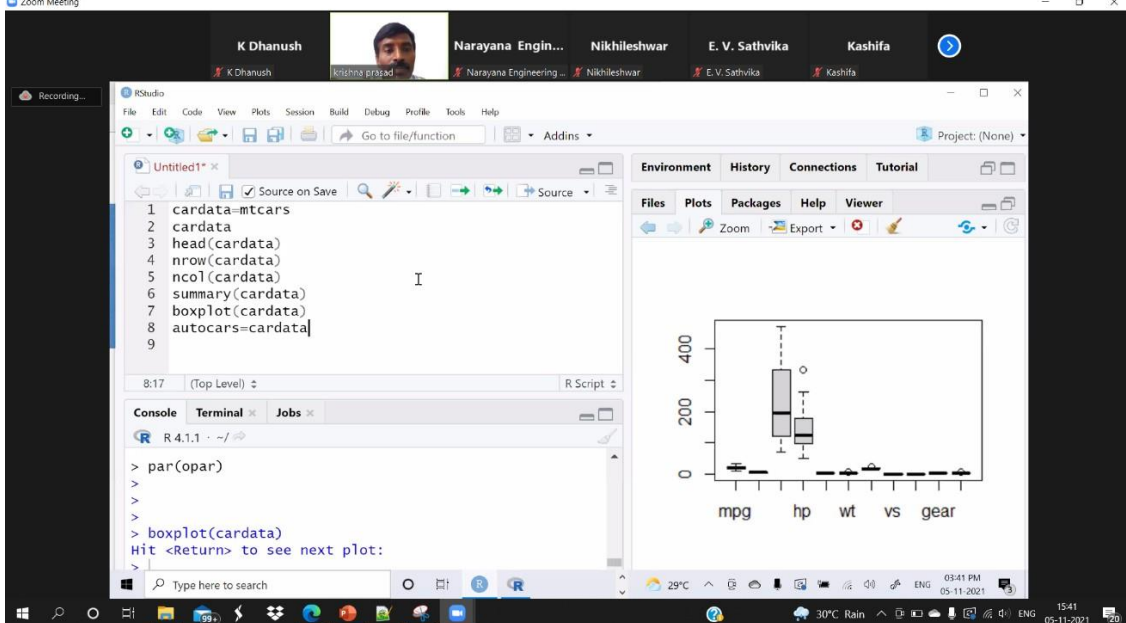 Zoom Meeting
K Dhanush
Narayana Engin...
Nikhileshwar
E. V. Sathvika
Kashifa
K Dhanush
krishna prasad
Narayana Engineering ...
Nikhileshwar
E. V. Sathvika
Kashifa
Recording...
RStudio
File Edit Code View Plots Session Build Debug Profile Tools Help
Go to file/function
Addins
Project: (None)
Untitled1*
Source on Save
Source
1 cardata=mtcars
2 cardata
3 head(cardata)
4 nrow(cardata)
5 ncol(cardata)
6 summary(cardata)
7 boxplot(cardata)
8 autocars=cardata
9
8:17 (Top Level) R Script
Console Terminal Jobs
R 4.1.1 · ~/
> par(opar)
>
>
>
> boxplot(cardata)
Hit <Return> to see next plot:
>
Environment History Connections Tutorial
Files Plots Packages Help Viewer
Zoom Export
400
200
0
mpg hp wt vs gear
Type here to search
29°C
ENG
03:41 PM
05-11-2021
3
99+
30°C Rain
ENG
15:41
05-11-2021
20